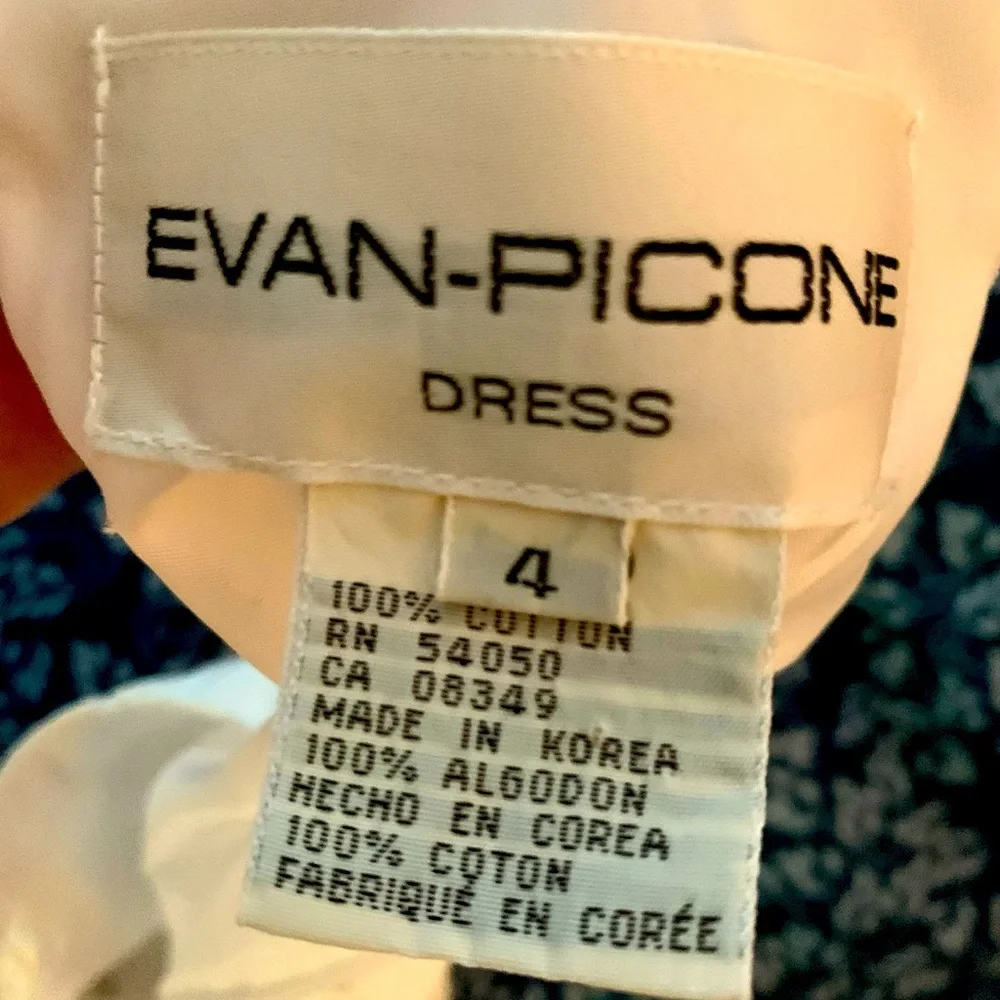 EVAN-PICONE
DRESS
4
100% COTTON
RN 54050
CA 08349
MADE IN KOREA
100% ALGODON
HECHO EN COREA
100% COTON
FABRIQUÉ EN CORÉE